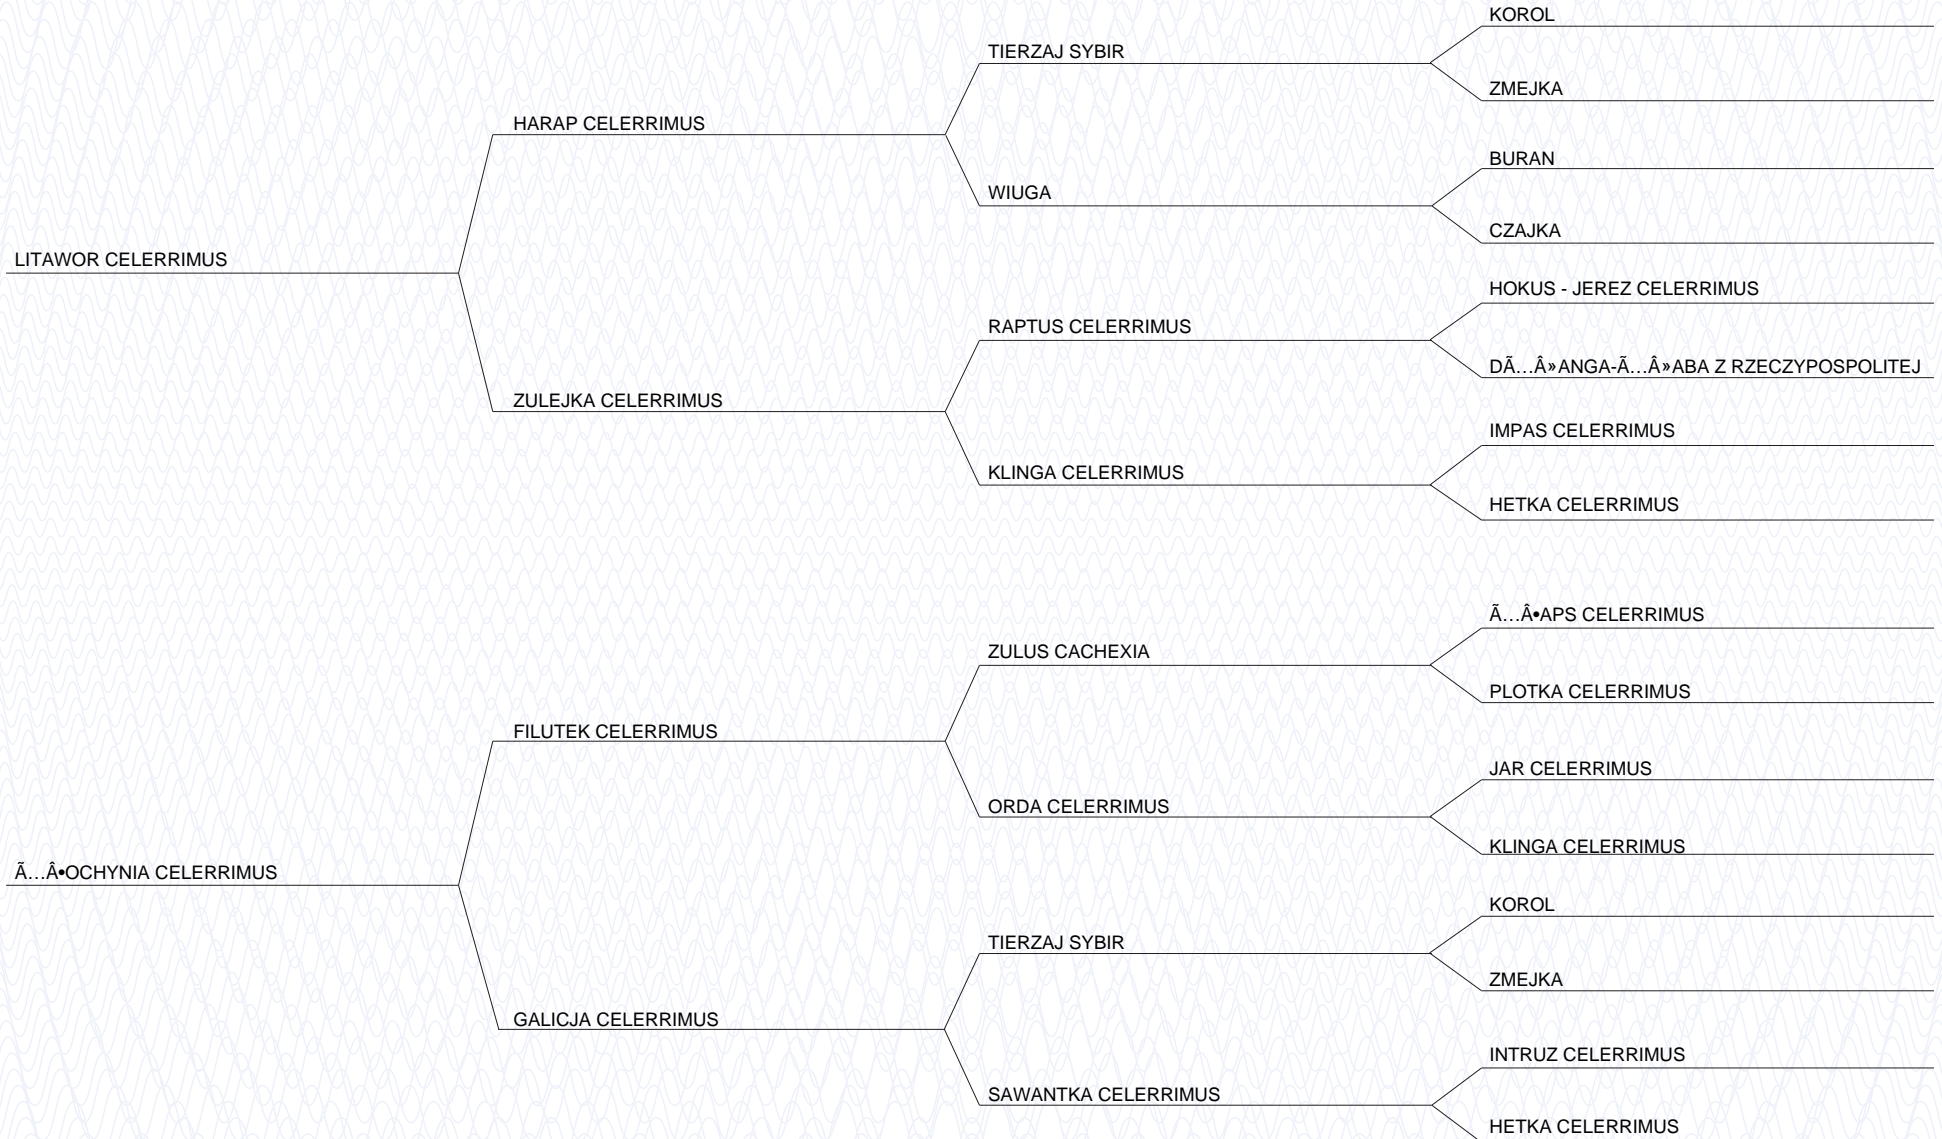 KOROL
TIERZAJ SYBIR
ZMEJKA
HARAP CELERRIMUS
BURAN
WIUGA
CZAJKA
LITAWOR CELERRIMUS
HOKUS - JEREZ CELERRIMUS
RAPTUS CELERRIMUS
DÃ…Â»ANGA-Ã…Â»ABA Z RZECZYPOSPOLITEJ
ZULEJKA CELERRIMUS
IMPAS CELERRIMUS
KLINGA CELERRIMUS
HETKA CELERRIMUS
Ã…Â•APS CELERRIMUS
ZULUS CACHEXIA
PLOTKA CELERRIMUS
FILUTEK CELERRIMUS
JAR CELERRIMUS
ORDA CELERRIMUS
KLINGA CELERRIMUS
Ã…Â•OCHYNIA CELERRIMUS
KOROL
TIERZAJ SYBIR
ZMEJKA
GALICJA CELERRIMUS
INTRUZ CELERRIMUS
SAWANTKA CELERRIMUS
HETKA CELERRIMUS